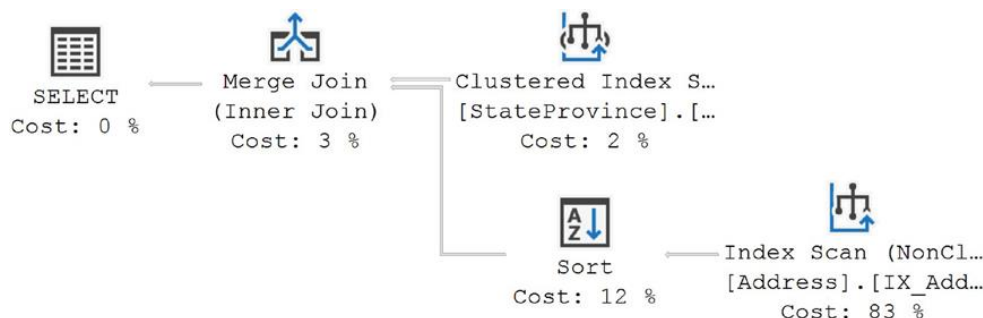 SELECT
Cost: 0 %
Merge Join
(Inner Join)
Cost: 3 %
Clustered Index S…
[StateProvince].[…
Cost: 2 %
A
Z
Sort
Cost: 12 %
Index Scan (NonCl…
[Address].[IX_Add…
Cost: 83 %